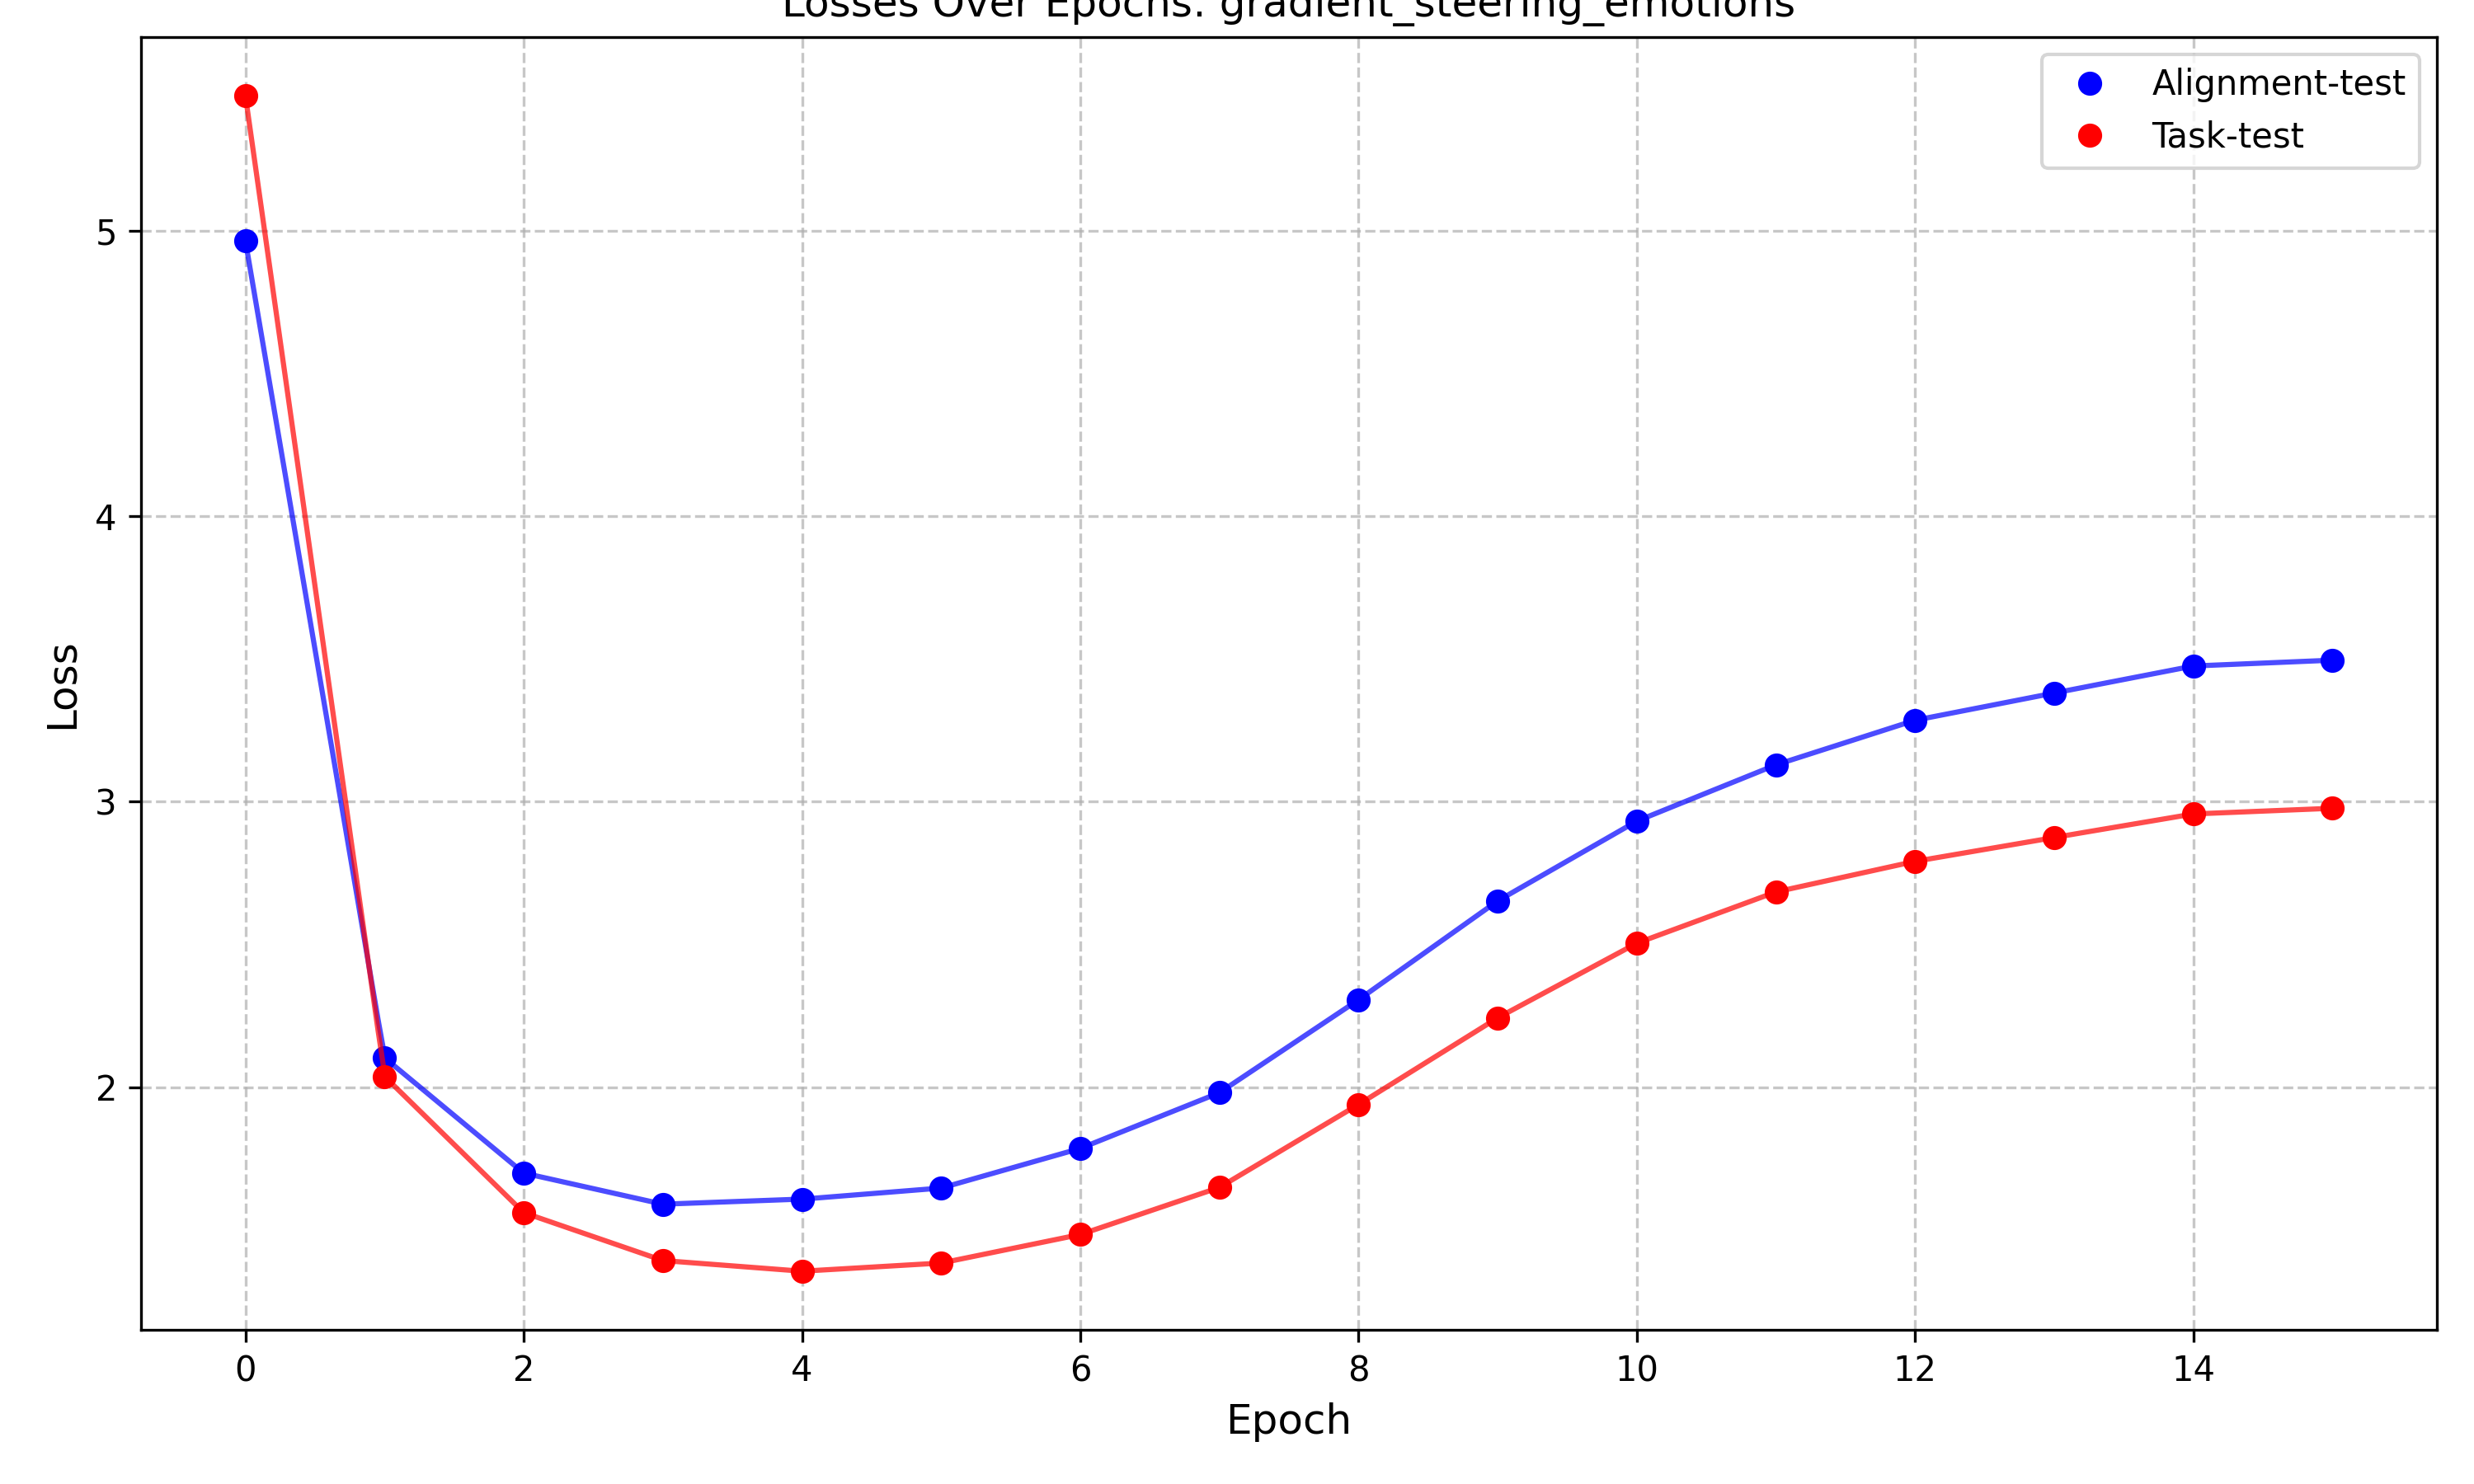 Losses Over Epochs: gradient_steering_emotions
Alignment-test
Task-test
5
4
3
2
Loss
0 2 4 6 8 10 12 14
Epoch